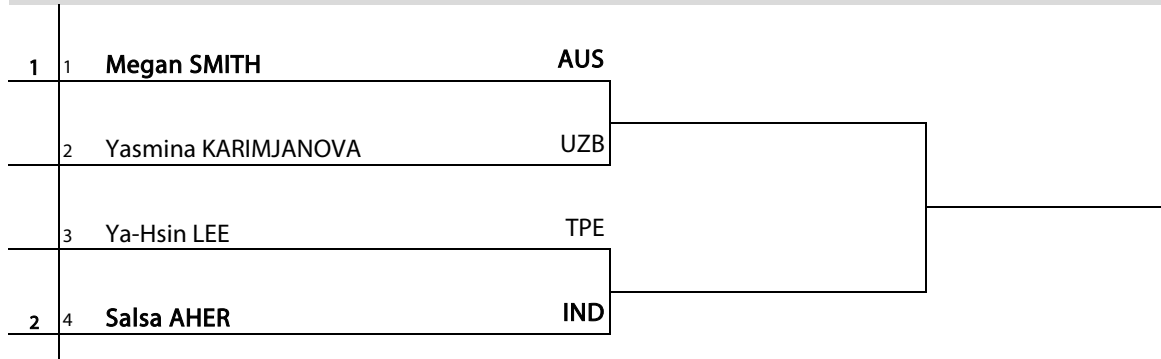 1 1 Megan SMITH AUS
2 Yasmina KARIMJANOVA UZB
3 Ya-Hsin LEE TPE
2 4 Salsa AHER IND